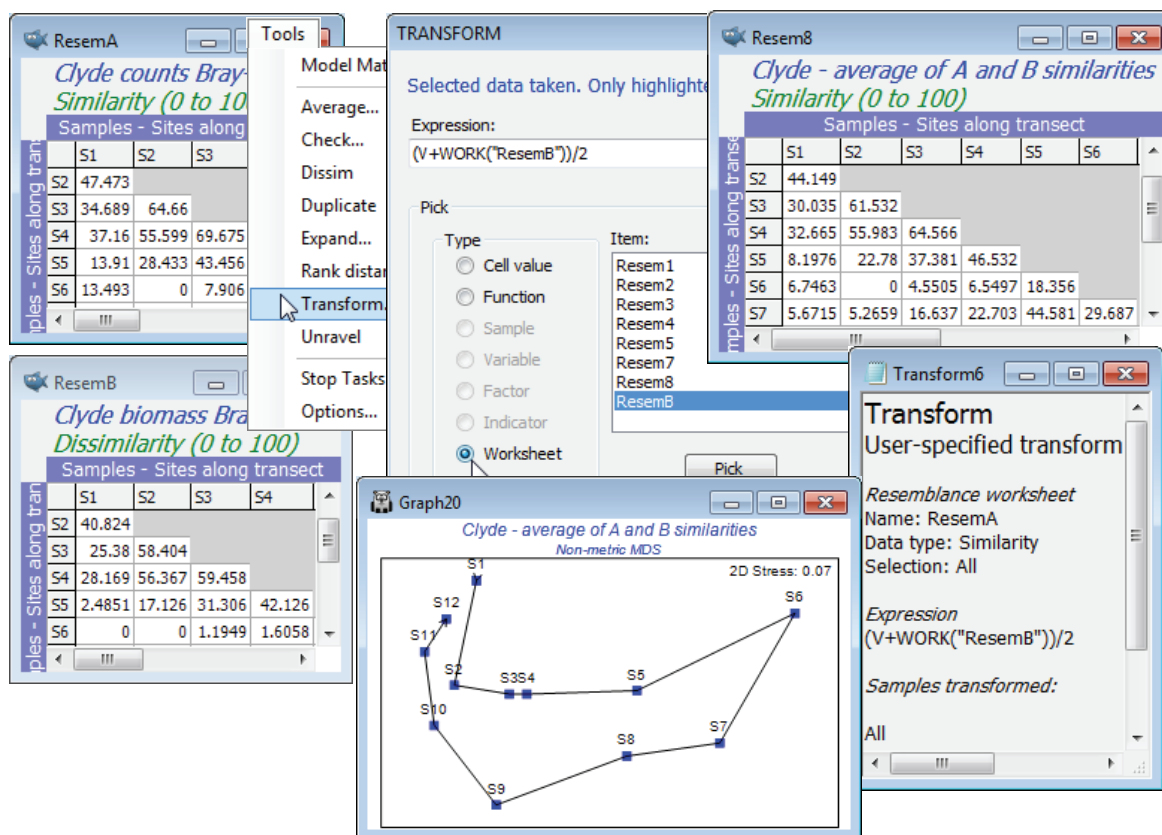 ResemA
Clyde counts Bray-
Similarity (0 to 10
Samples - Sites along
Samples - Sites along tran
S1 S2 S3
S2 47.473
S3 34.689 64.66
S4 37.16 55.599 69.675
S5 13.91 28.433 43.456
S6 13.493 0 7.906
Tools
Average...
Check...
Dissim
Duplicate
Expand...
Transform.
Unravel
Stop Tasks
Options...
TRANSFORM
Selected data taken. Only highlighte
Expression:
(V+WORK("ResemB"))/2
Pick
Type
Cell value
Function
Sample
Variable
Factor
Indicator
Worksheet
Item:
Resem1
Resem2
Resem3
Resem4
Resem5
Resem7
Resem8
ResemB
Pick
Resem8
Clyde - average of A and B similarities
Similarity (0 to 100)
Samples - Sites along transect
S1 S2 S3 S4 S5 S6
S2 44.149
S3 30.035 61.532
S4 32.665 55.983 64.566
S5 8.1976 22.78 37.381 46.532
S6 6.7463 0 4.5505 6.5497 18.356
S7 5.6715 5.2659 16.637 22.703 44.581 29.687
ResemB
Clyde biomass Bra
Dissimilarity (0 to 100)
Samples - Sites along transect
S1 S2 S3 S4
S2 40.824
S3 25.38 58.404
S4 28.169 56.367 59.458
S5 2.4851 17.126 31.306 42.126
S6 0 0 1.1949 1.6058
Graph20
Clyde - average of A and B similarities
Non-metric MDS
2D Stress: 0.07
S1
S6
S12
S11
S2
S3
S4
S5
S10
S8
S7
S9
Transform6
Transform
User-specified transform
Resemblance worksheet
Name: ResemA
Data type: Similarity
Selection: All
Expression
(V+WORK("ResemB"))/2
Samples transformed:
All